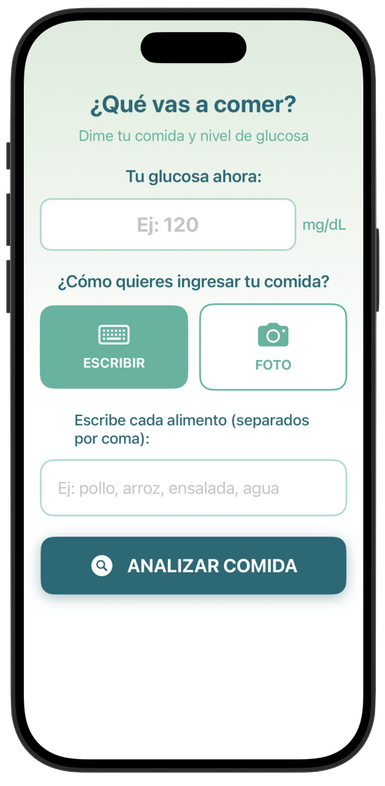 ¿Qué vas a comer?
Dime tu comida y nivel de glucosa
Tu glucosa ahora:
Ej: 120 mg/dL
¿Cómo quieres ingresar tu comida?
ESCRIBIR FOTO
Escribe cada alimento (separados
por coma):
Ej: pollo, arroz, ensalada, agua
ANALIZAR COMIDA